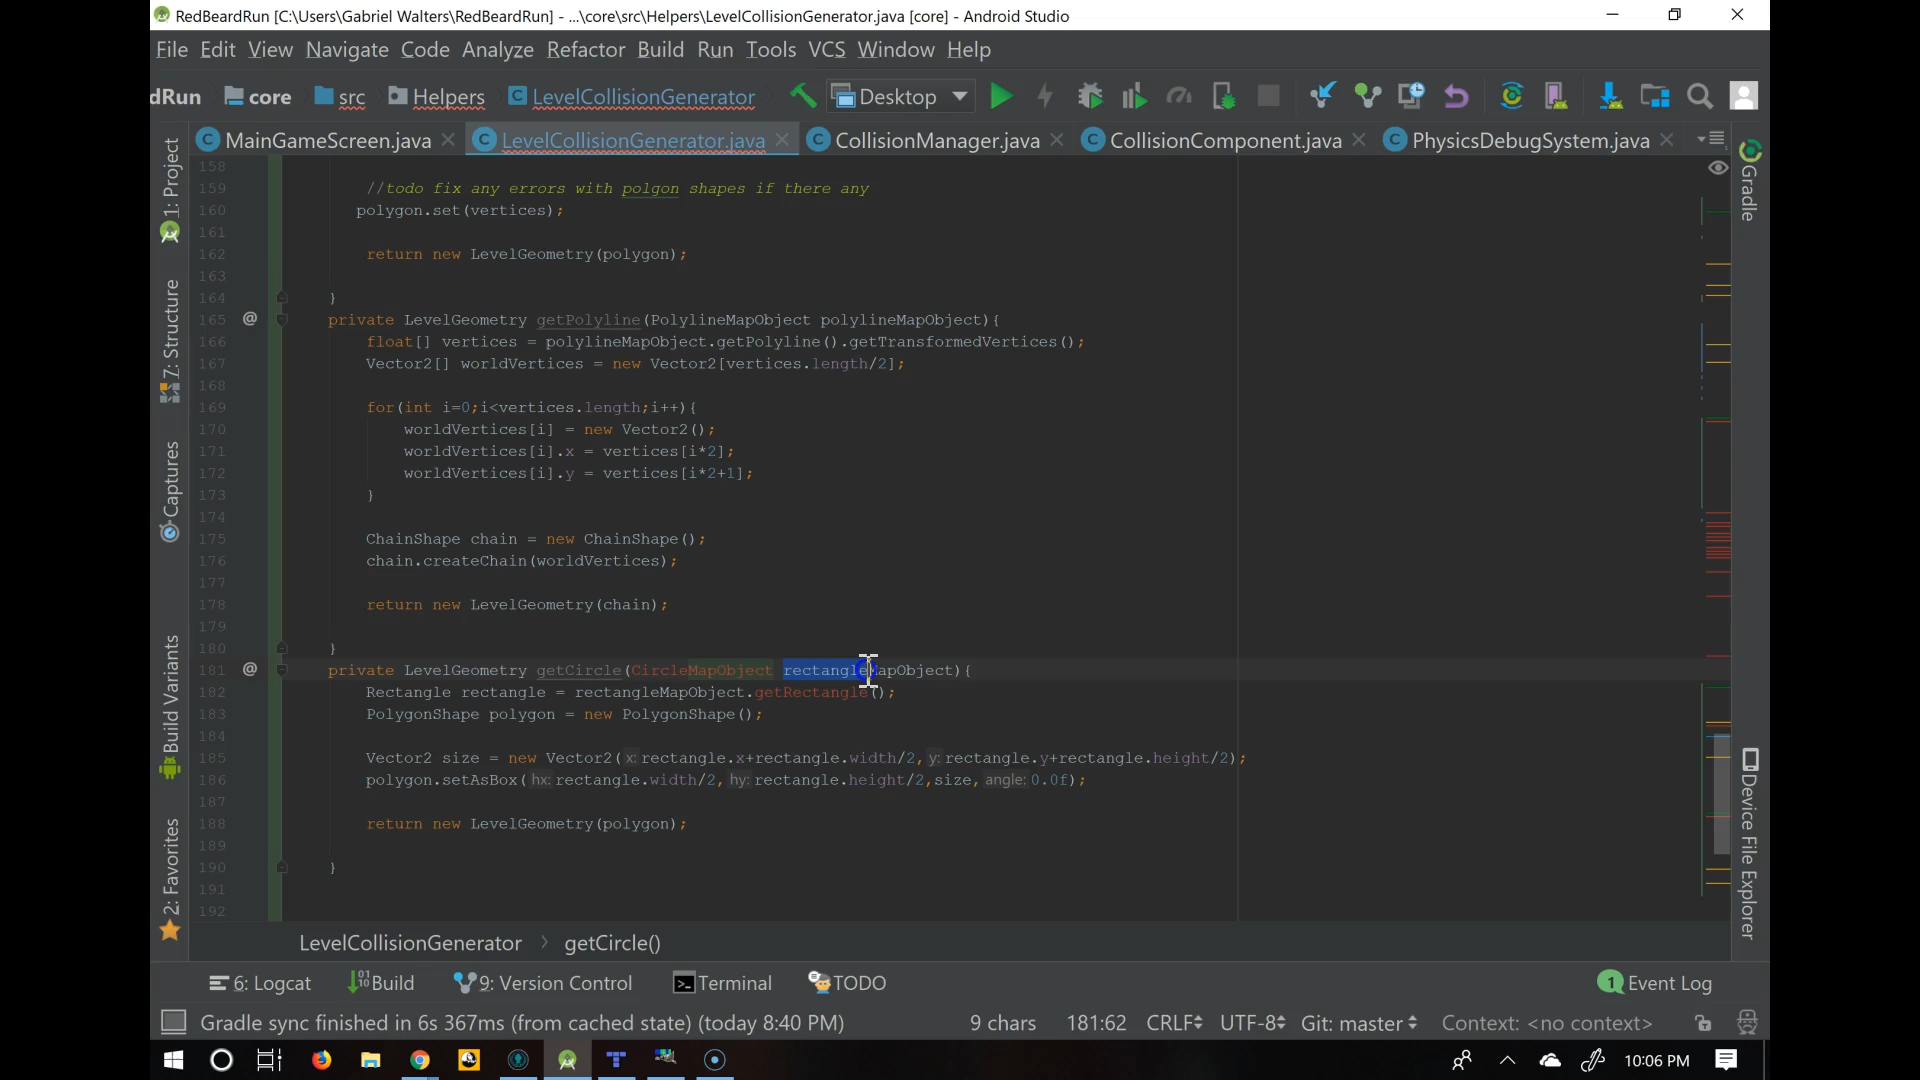 RedBeardRun [C:\Users\Gabriel Walters\RedBeardRun] - ...\core\src\Helpers\LevelCollisionGenerator.java [core] - Android Studio
File Edit View Navigate Code Analyze Refactor Build Run Tools VCS Window Help
dRun core src Helpers LevelCollisionGenerator Desktop
MainGameScreen.java LevelCollisionGenerator.java CollisionManager.java CollisionComponent.java PhysicsDebugSystem.java
1: Project
Z: Structure
Captures
Build Variants
2: Favorites
158
159 //todo fix any errors with polgon shapes if there any
160 polygon.set(vertices);
161
162 return new LevelGeometry(polygon);
163
164 }
165 @ private LevelGeometry getPolyline(PolylineMapObject polylineMapObject){
166 float[] vertices = polylineMapObject.getPolyline().getTransformedVertices();
167 Vector2[] worldVertices = new Vector2[vertices.length/2];
168
169 for(int i=0;i<vertices.length;i++){
170 worldVertices[i] = new Vector2();
171 worldVertices[i].x = vertices[i*2];
172 worldVertices[i].y = vertices[i*2+1];
173 }
174
175 ChainShape chain = new ChainShape();
176 chain.createChain(worldVertices);
177
178 return new LevelGeometry(chain);
179
180 }
181 @ private LevelGeometry getCircle(CircleMapObject rectangleMapObject){
182 Rectangle rectangle = rectangleMapObject.getRectangle();
183 PolygonShape polygon = new PolygonShape();
184
185 Vector2 size = new Vector2( x: rectangle.x+rectangle.width/2, y: rectangle.y+rectangle.height/2);
186 polygon.setAsBox( hx: rectangle.width/2, hy: rectangle.height/2,size, angle: 0.0f);
187
188 return new LevelGeometry(polygon);
189
190 }
191
192
Gradle
Device File Explorer
LevelCollisionGenerator > getCircle()
6: Logcat Build 9: Version Control Terminal TODO 1 Event Log
Gradle sync finished in 6s 367ms (from cached state) (today 8:40 PM) 9 chars 181:62 CRLF UTF-8 Git: master Context: <no context>
10:06 PM